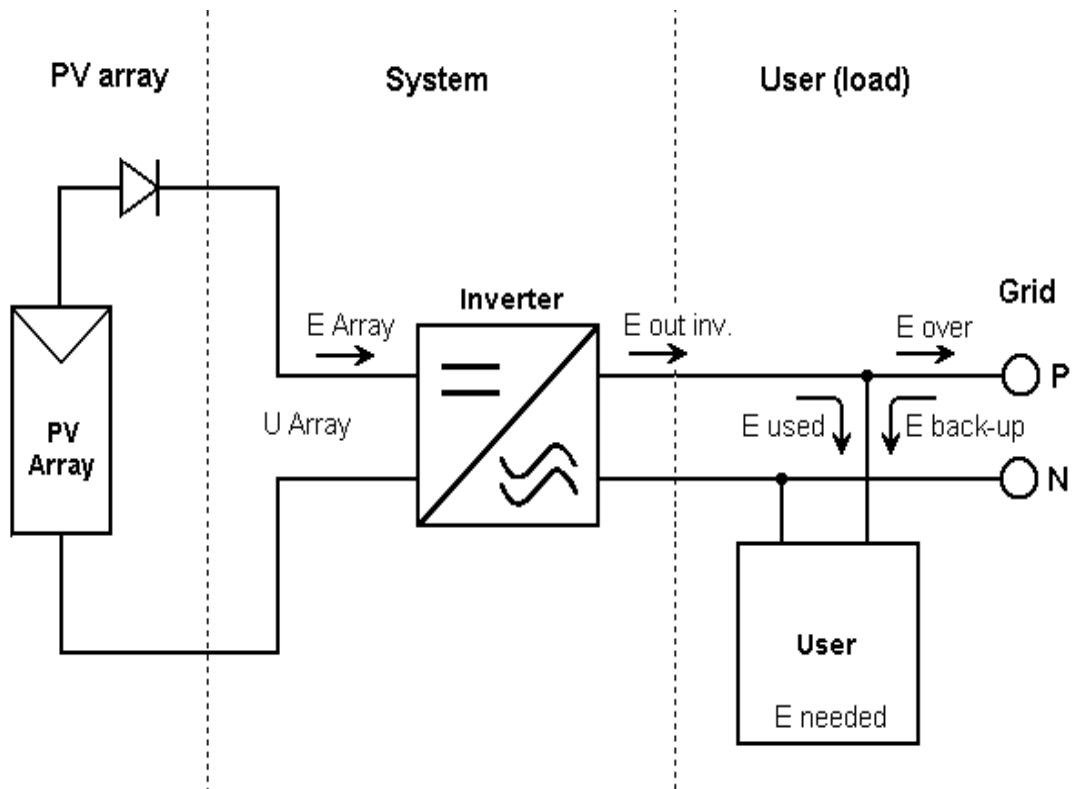 PV array
System
User (load)
Inverter
Grid
E Array
E out inv.
E over
P
U Array
E used
E back-up
PV
Array
N
User
E needed